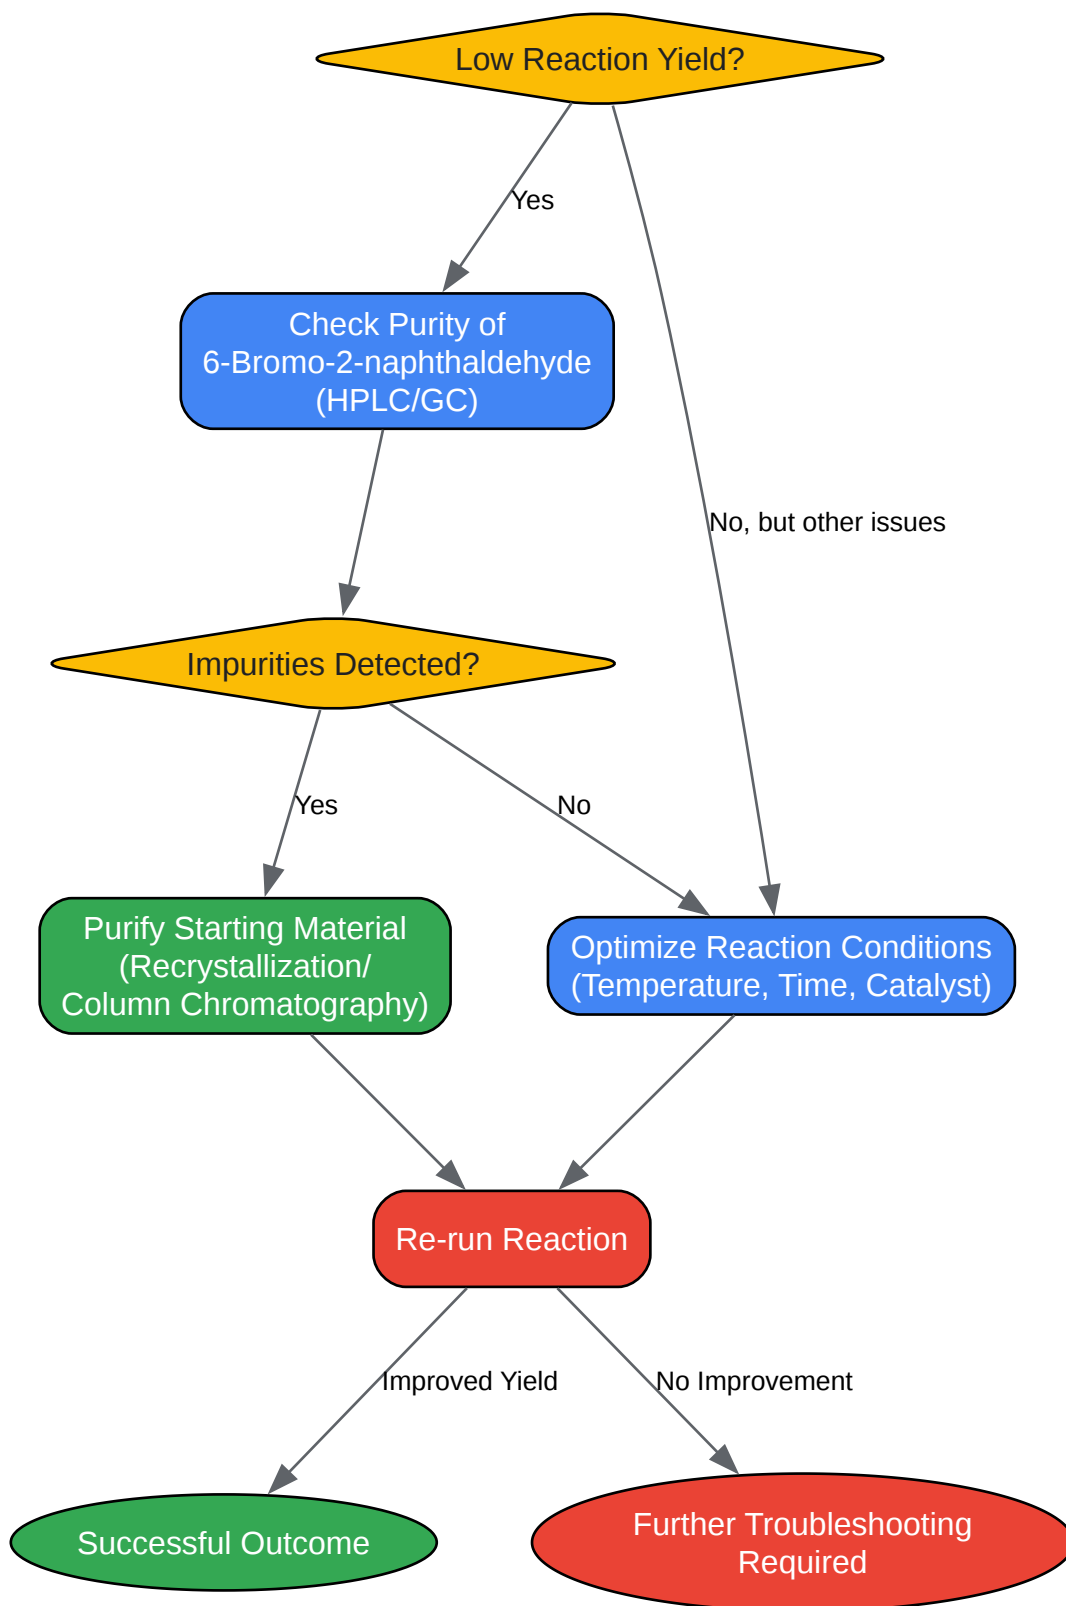 Low Reaction Yield?
Yes
Check Purity of
6-Bromo-2-naphthaldehyde
(HPLC/GC)
No, but other issues
Impurities Detected?
Yes
No
Purify Starting Material
(Recrystallization/
Column Chromatography)
Optimize Reaction Conditions
(Temperature, Time, Catalyst)
Re-run Reaction
Improved Yield
No Improvement
Successful Outcome
Further Troubleshooting
Required